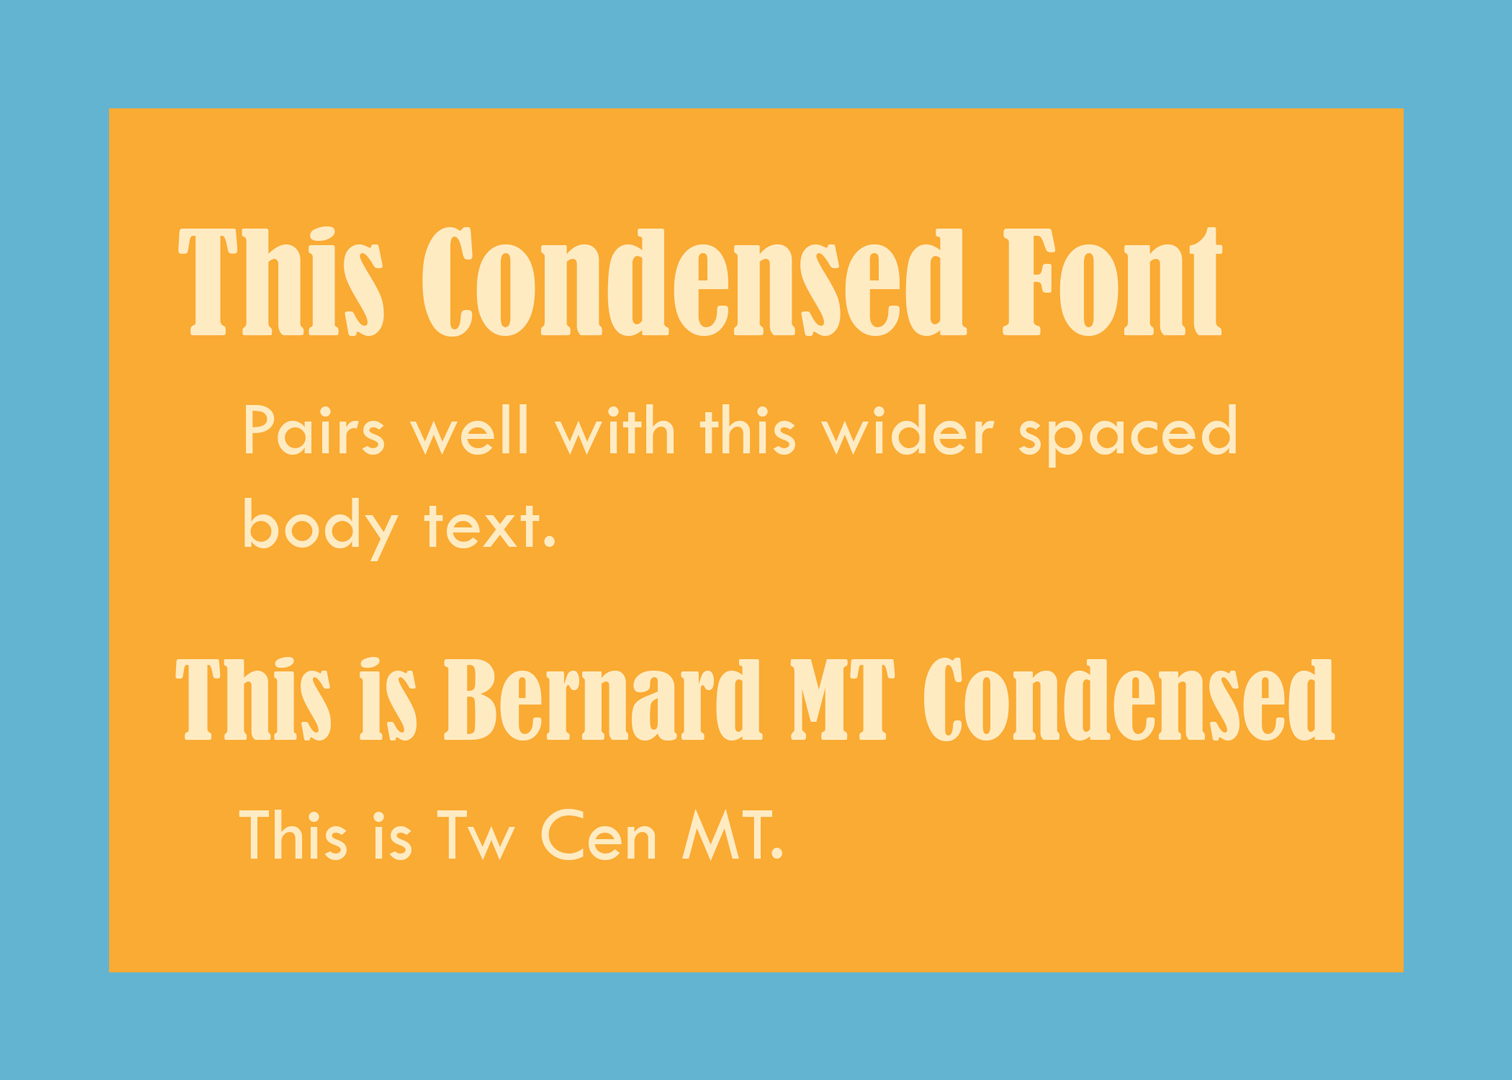 This Condensed Font
Pairs well with this wider spaced
body text.
This is Bernard MT Condensed
This is Tw Cen MT.